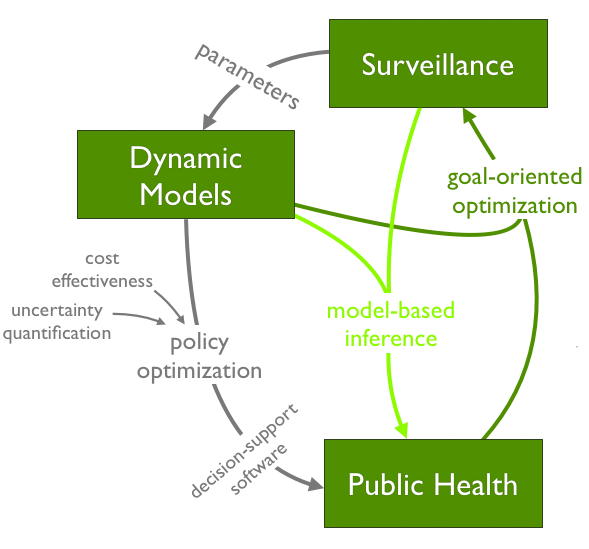 parameters
Surveillance
Dynamic
Models
goal-oriented
optimization
cost
effectiveness
uncertainty
quantification
model-based
inference
policy
optimization
decision-support
software
Public Health